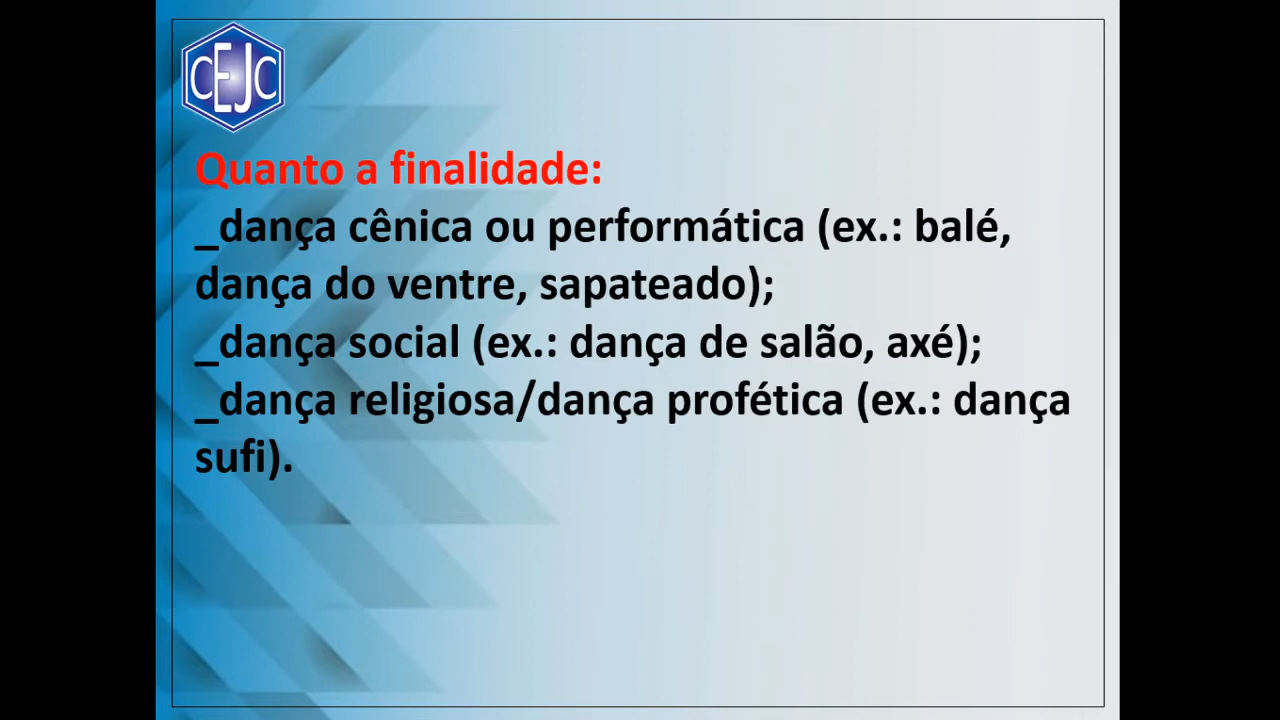 CEJC
Quanto a finalidade:
_dança cênica ou performática (ex.: balé,
dança do ventre, sapateado);
_dança social (ex.: dança de salão, axé);
_dança religiosa/dança profética (ex.: dança
sufi).